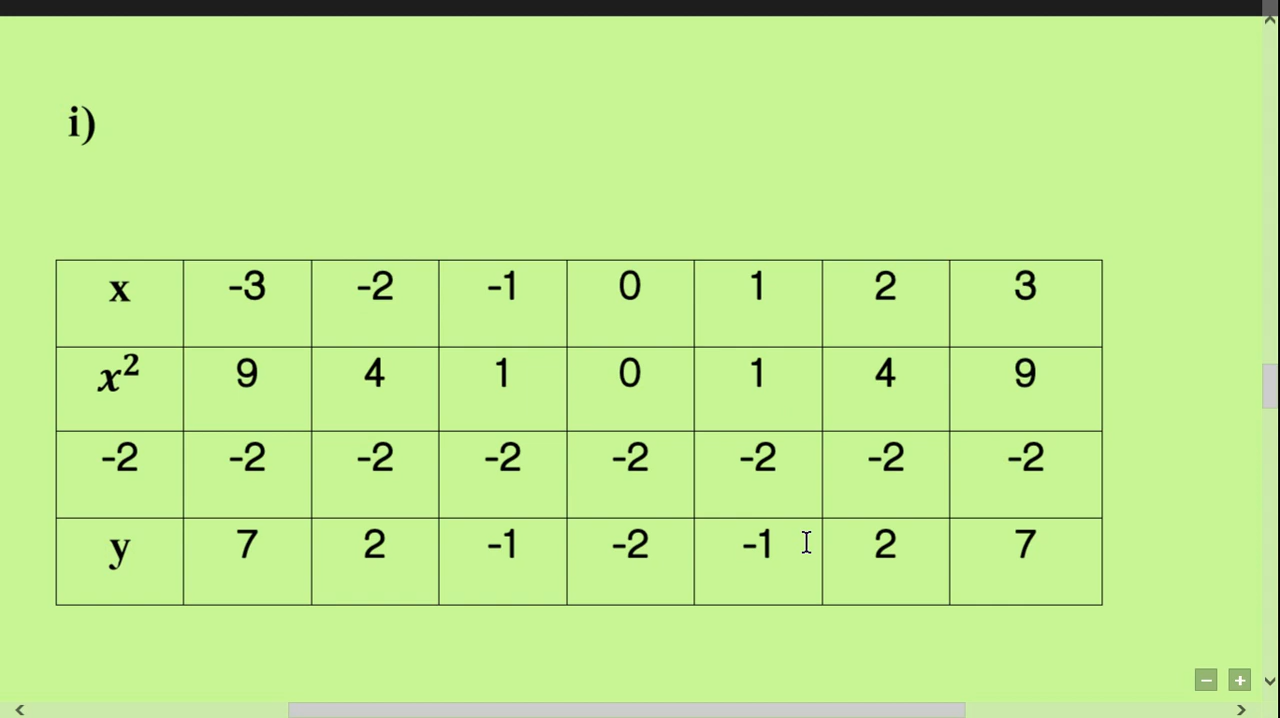 i)
x -3 -2 -1 0 1 2 3
x² 9 4 1 0 1 4 9
-2 -2 -2 -2 -2 -2 -2 -2
y 7 2 -1 -2 -1 2 7